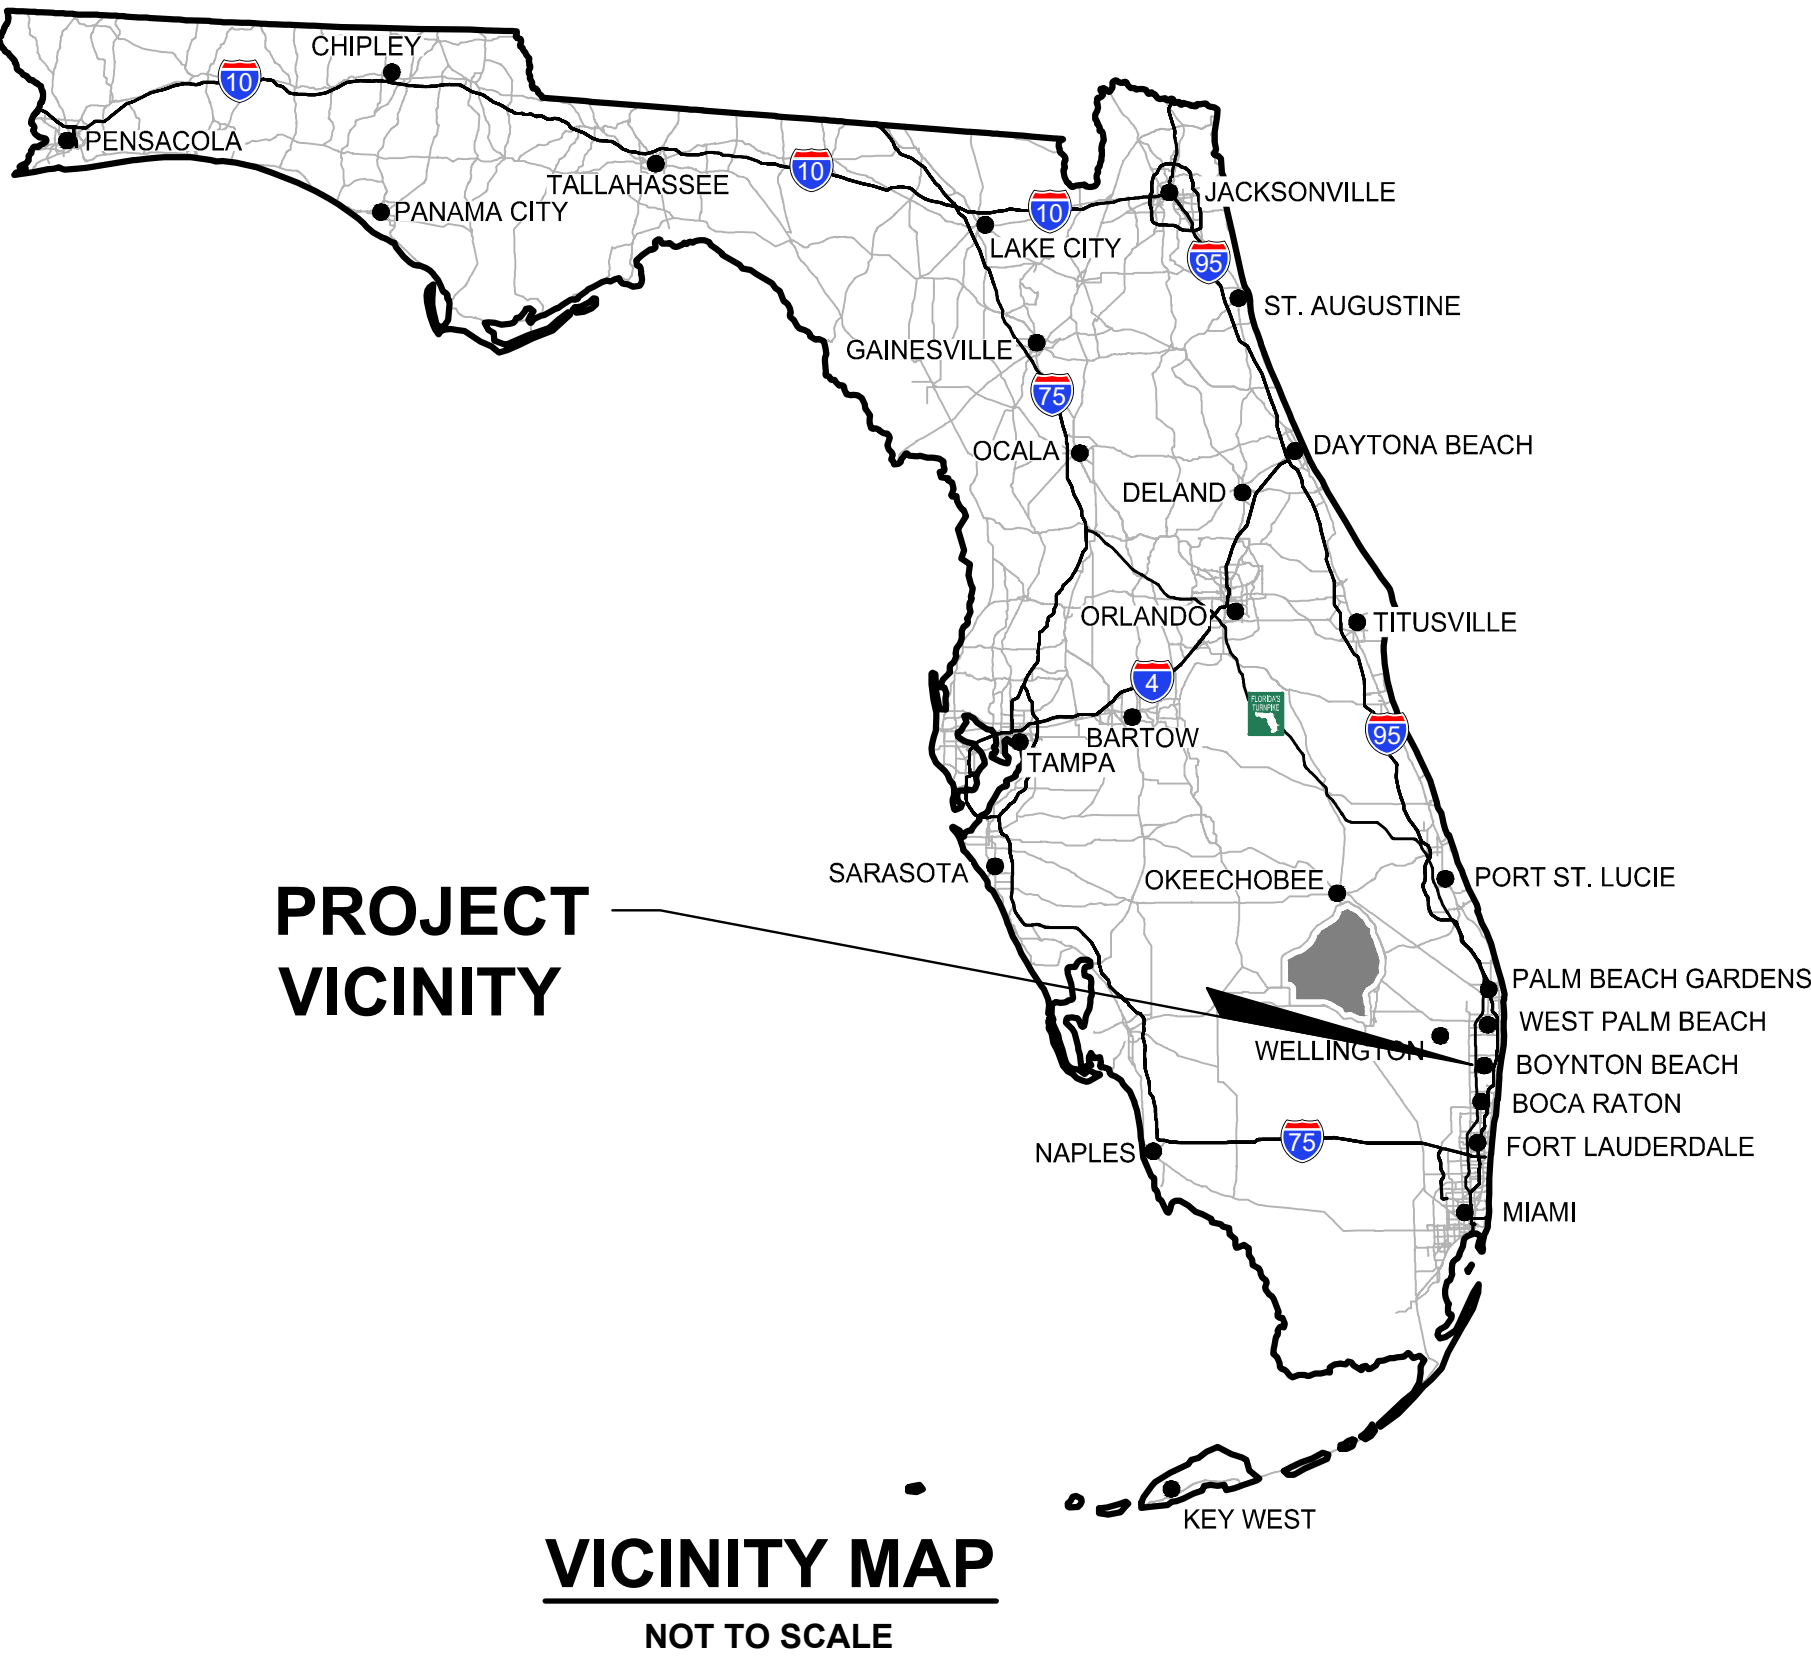 CHIPLEY
10
PENSACOLA
TALLAHASSEE
10
PANAMA CITY
JACKSONVILLE
10
LAKE CITY
95
ST. AUGUSTINE
GAINESVILLE
75
OCALA
DAYTONA BEACH
DELAND
ORLANDO
TITUSVILLE
4
FLORIDA'S
TURNPIKE
BARTOW
95
TAMPA
SARASOTA
OKEECHOBEE
PORT ST. LUCIE
PROJECT
VICINITY
PALM BEACH GARDENS
WEST PALM BEACH
WELLINGTON
BOYNTON BEACH
BOCA RATON
75
FORT LAUDERDALE
NAPLES
MIAMI
KEY WEST
VICINITY MAP
NOT TO SCALE